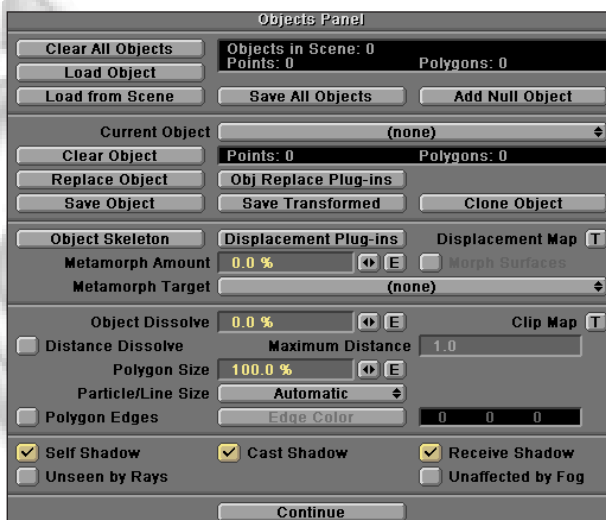 Objects Panel
Clear All Objects Objects in Scene: 0
Points: 0 Polygons: 0
Load Object
Load from Scene Save All Objects Add Null Object
Current Object (none)
Clear Object Points: 0 Polygons: 0
Replace Object Obj Replace Plug-ins
Save Object Save Transformed Clone Object
Object Skeleton Displacement Plug-ins Displacement Map T
Metamorph Amount 0.0 % E Morph Surfaces
Metamorph Target (none)
Object Dissolve 0.0 % E Clip Map T
Distance Dissolve Maximum Distance 1.0
Polygon Size 100.0 % E
Particle/Line Size Automatic
Polygon Edges Edge Color 0 0 0
Self Shadow Cast Shadow Receive Shadow
Unseen by Rays Unaffected by Fog
Continue